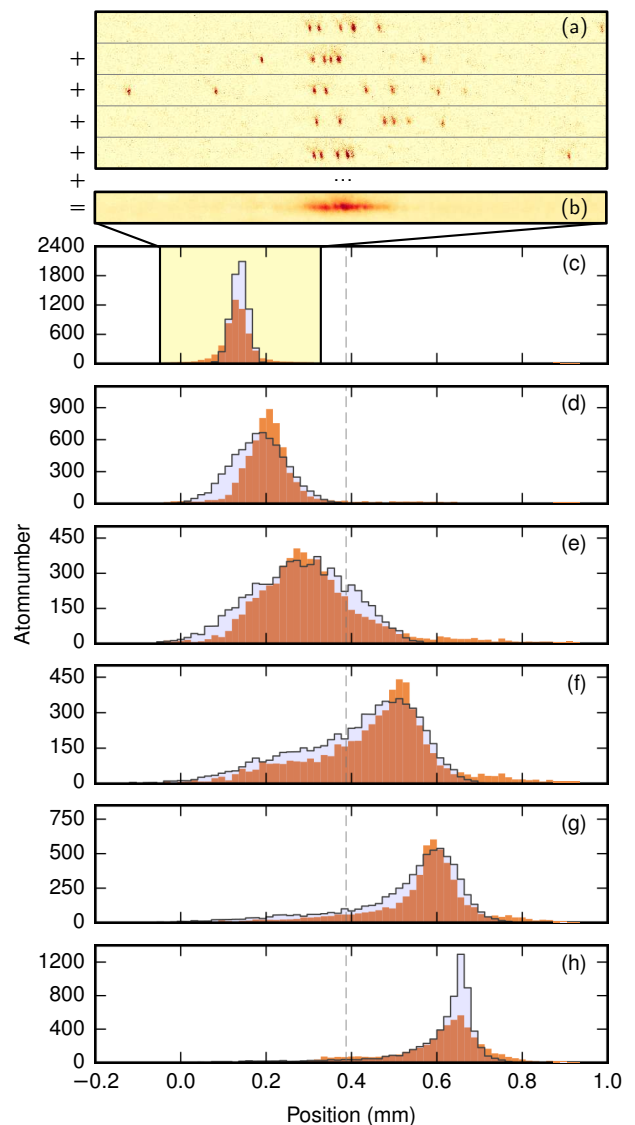 (a)
+
+
+
+
+ ...
= (b)
2400
1800
1200
600
0
(c)
900
600
300
0
(d)
450
300
150
0
(e)
450
300
150
0
(f)
750
500
250
0
(g)
1200
800
400
0
(h)
Atomnumber
−0.2 0.0 0.2 0.4 0.6 0.8 1.0
Position (mm)